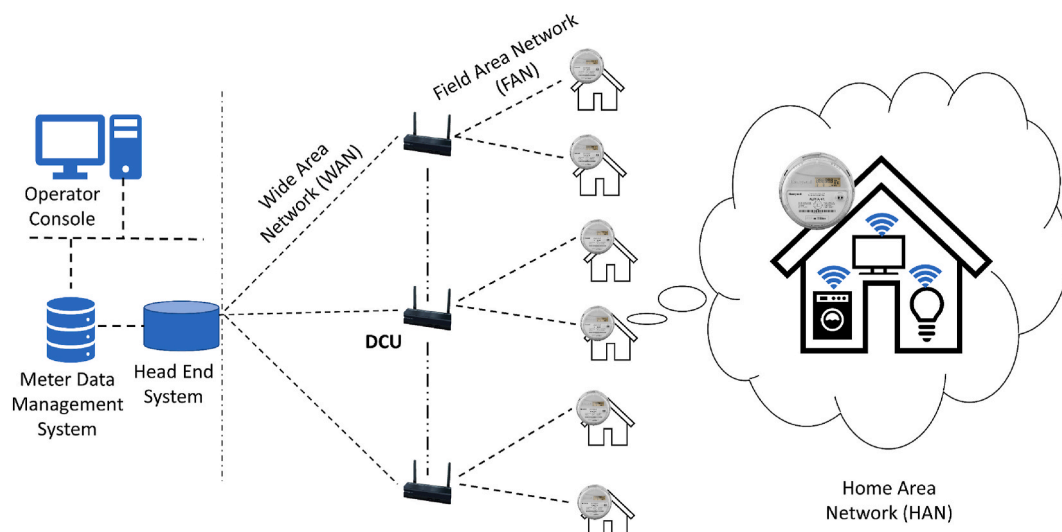 Operator
Console
Meter Data
Management
System
Head End
System
Wide Area
Network (WAN)
DCU
Field Area Network
(FAN)
Home Area
Network (HAN)